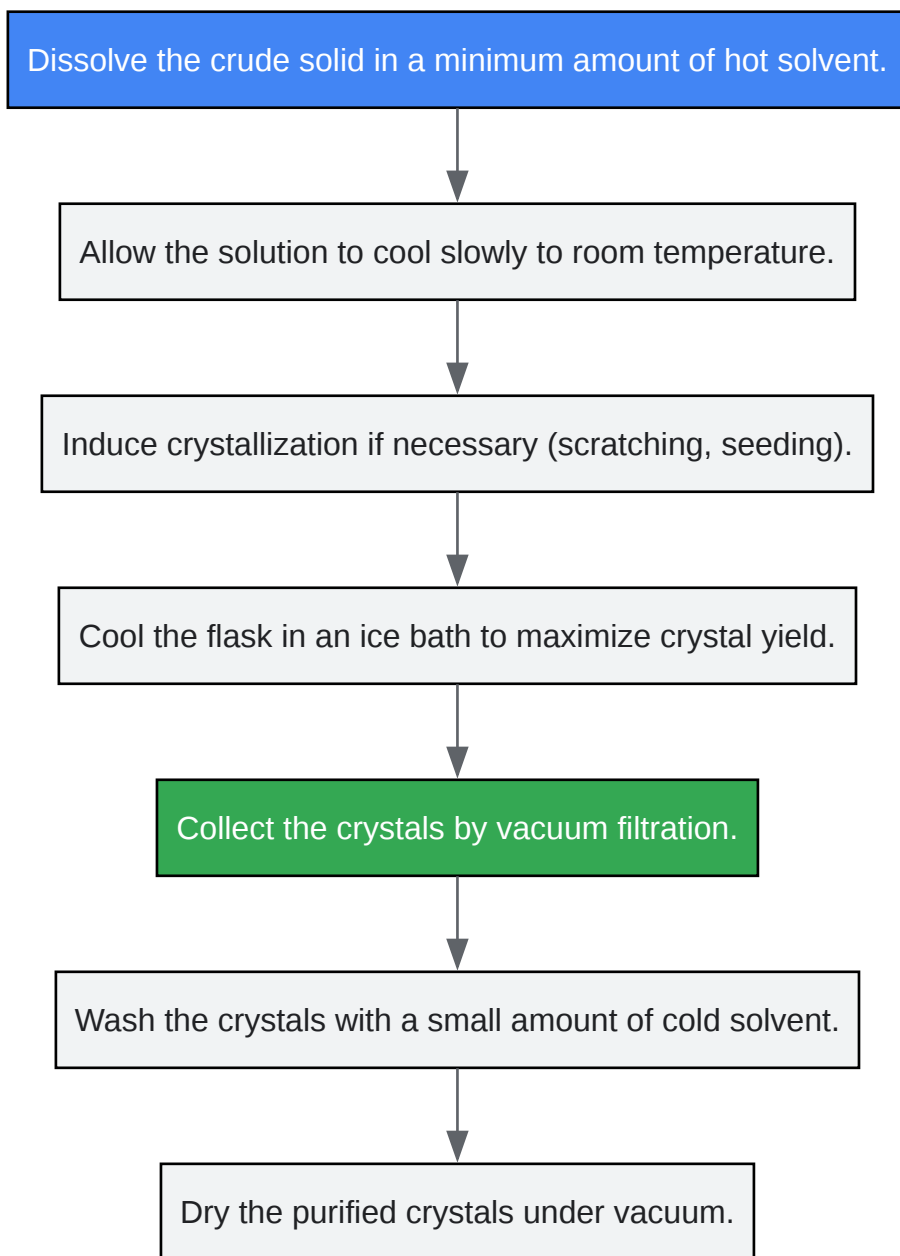 Dissolve the crude solid in a minimum amount of hot solvent.
Allow the solution to cool slowly to room temperature.
Induce crystallization if necessary (scratching, seeding).
Cool the flask in an ice bath to maximize crystal yield.
Collect the crystals by vacuum filtration.
Wash the crystals with a small amount of cold solvent.
Dry the purified crystals under vacuum.